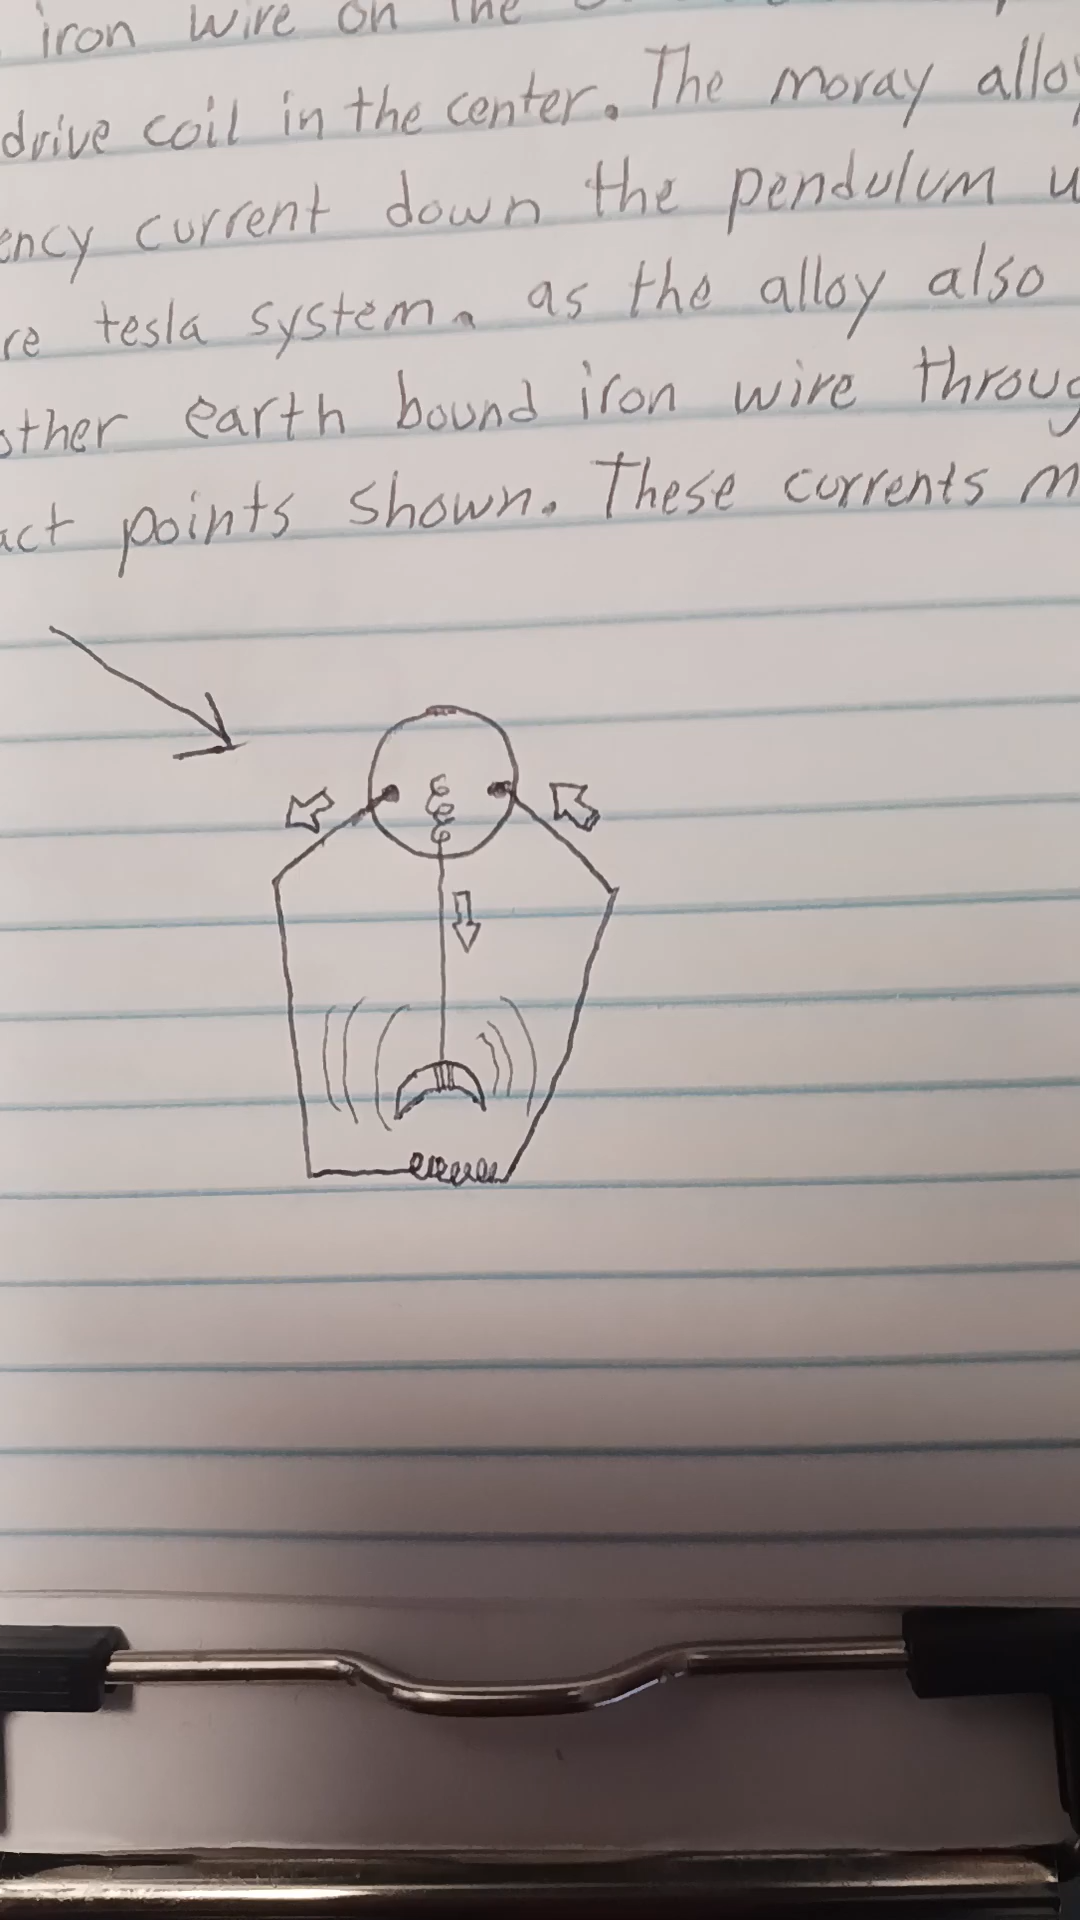 iron wire on the
drive coil in the center. The moray allo
ency current down the pendulum u
re tesla system. as the alloy also
other earth bound iron wire throug
act points shown. These currents m